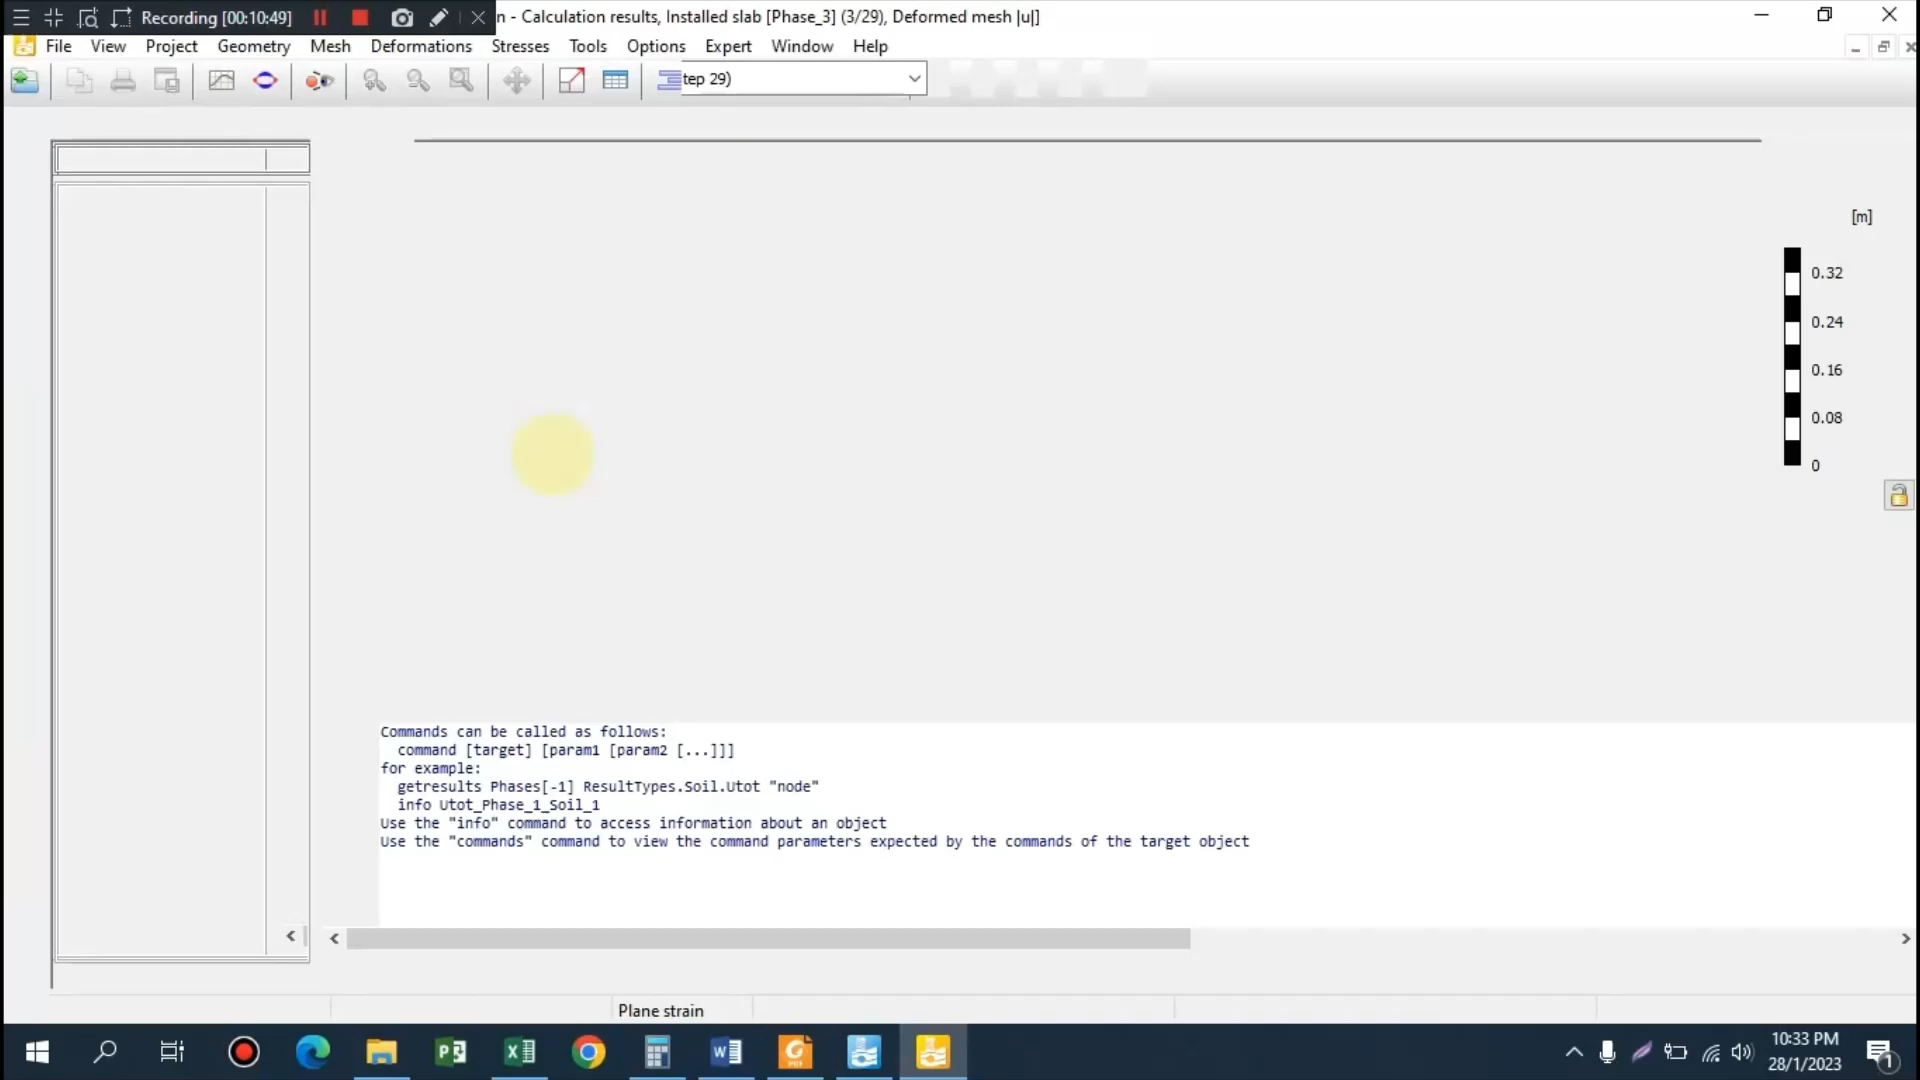 Recording [00:10:49]
n - Calculation results, Installed slab [Phase_3] (3/29), Deformed mesh |u|]
File View Project Geometry Mesh Deformations Stresses Tools Options Expert Window Help
tep 29)
[m]
0.32
0.24
0.16
0.08
0
Commands can be called as follows:
command [target] [param1 [param2 [...]]]
for example:
getresults Phases[-1] ResultTypes.Soil.Utot "node"
info Utot_Phase_1_Soil_1
Use the "info" command to access information about an object
Use the "commands" command to view the command parameters expected by the commands of the target object
Plane strain
10:33 PM
28/1/2023
1